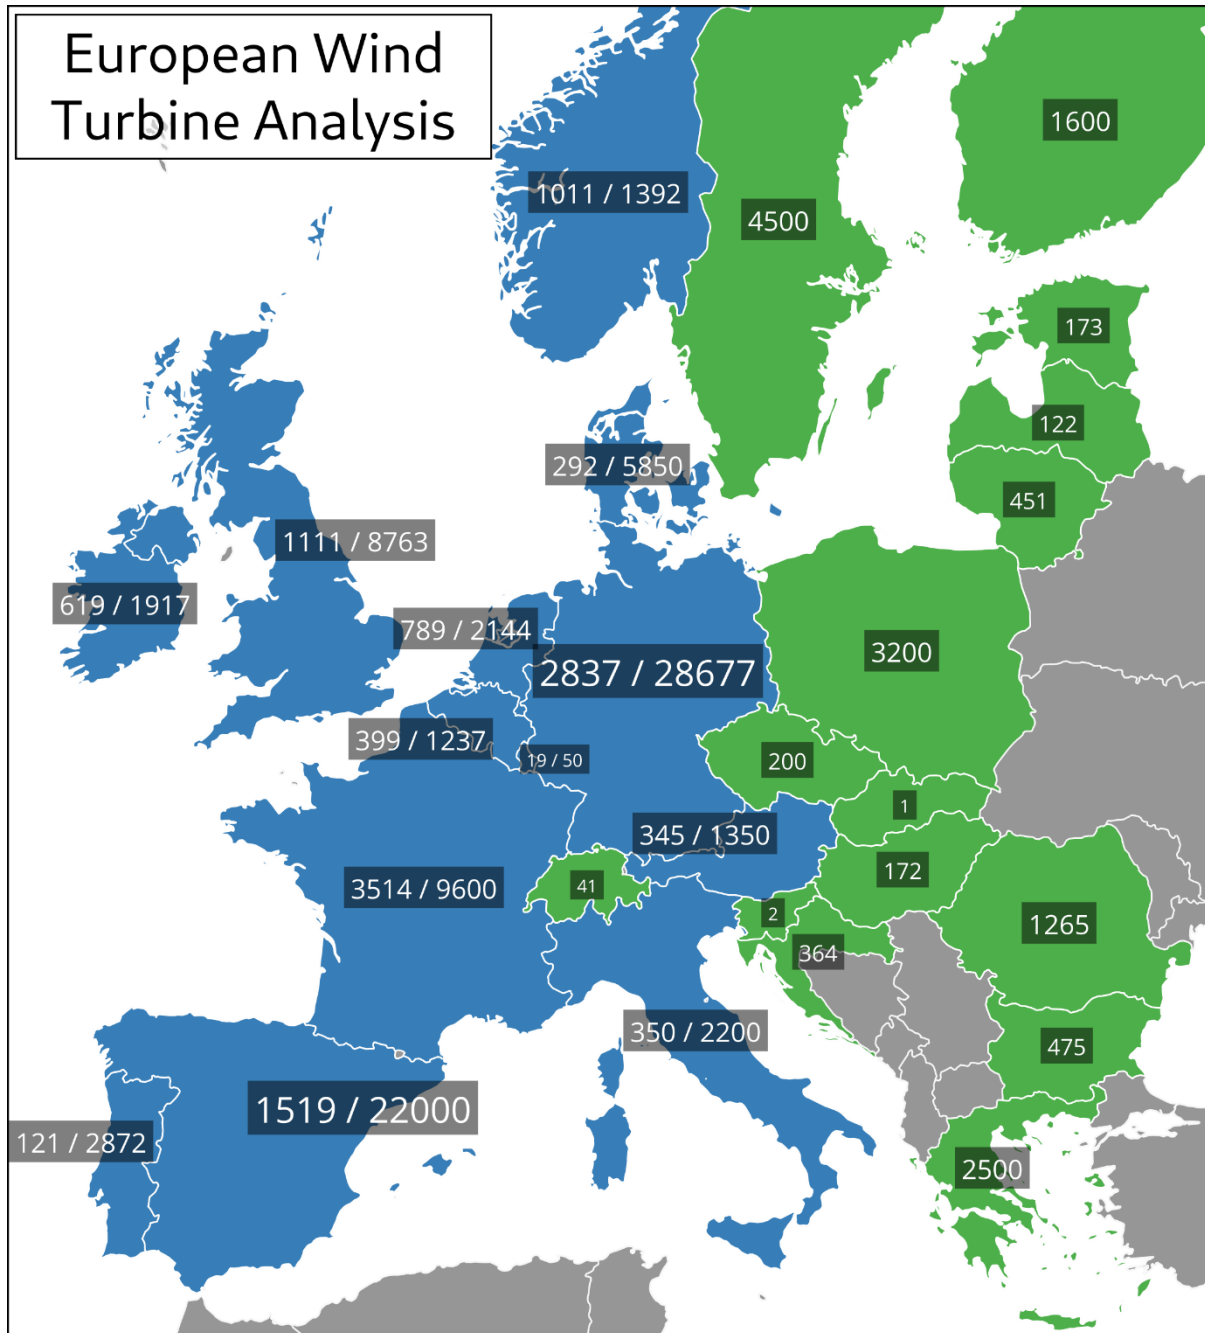 European Wind
Turbine Analysis
1600
1011 / 1392
4500
173
122
292 / 5850
451
1111 / 8763
619 / 1917
789 / 2144
3200
2837 / 28677
399 / 1237
19 / 50
200
1
345 / 1350
172
3514 / 9600
41
2
1265
364
350 / 2200
475
1519 / 22000
121 / 2872
2500